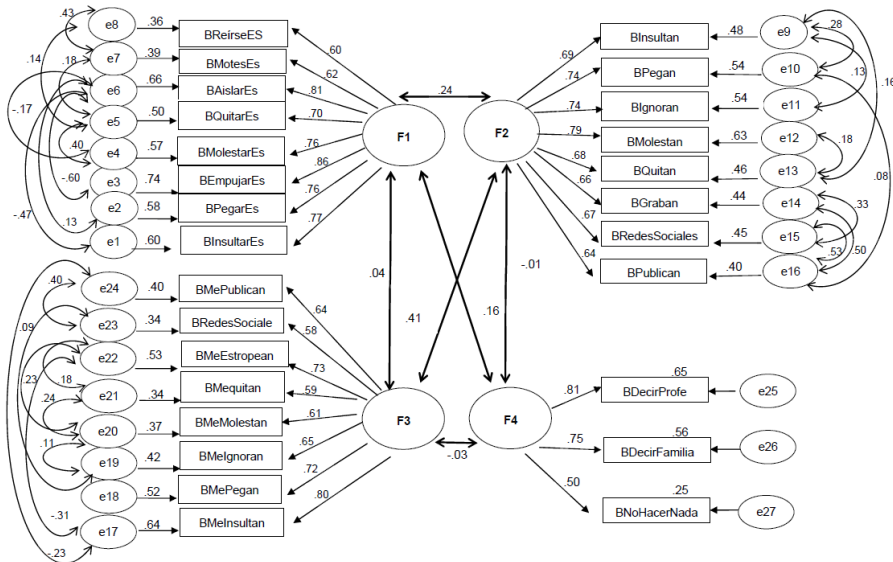 .43
e8
.36
BReirseES
.60
.14
.18
e7
.39
BMotesEs
.62
e6
.66
BAislarEs
.81
-.17
e5
.50
BQuitarEs
.70
.40
e4
.57
BMolestarEs
.76
-.60
e3
.74
BEmpujarEs
.86
e2
.58
BPegarEs
.76
-.47
.13
e1
.60
BInsultarEs
.77
F1
.24
F2
.69
BInsultan
.48
e9
.28
.74
BPegan
.54
e10
.13
.16
.74
BIgnoran
.54
e11
.79
BMolestan
.63
e12
.18
.68
BQuitan
.46
e13
.08
.66
BGraban
.44
e14
.33
.67
BRedesSociales
.45
e15
.53
.50
.64
BPublican
.40
e16
.04
.41
.16
-.01
.40
e24
.40
BMePublican
.64
.09
e23
.34
BRedesSociale
.58
e22
.53
BMeEstropean
.73
.23
.18
e21
.34
BMequitan
.59
.24
e20
.37
BMeMolestan
.61
.11
e19
.42
BMeIgnoran
.65
e18
.52
BMePegan
.72
-.31
e17
.64
BMeInsultan
.80
-.23
F3
-.03
F4
.81
.65
BDecirProfe
e25
.75
.56
BDecirFamilia
e26
.50
.25
BNoHacerNada
e27